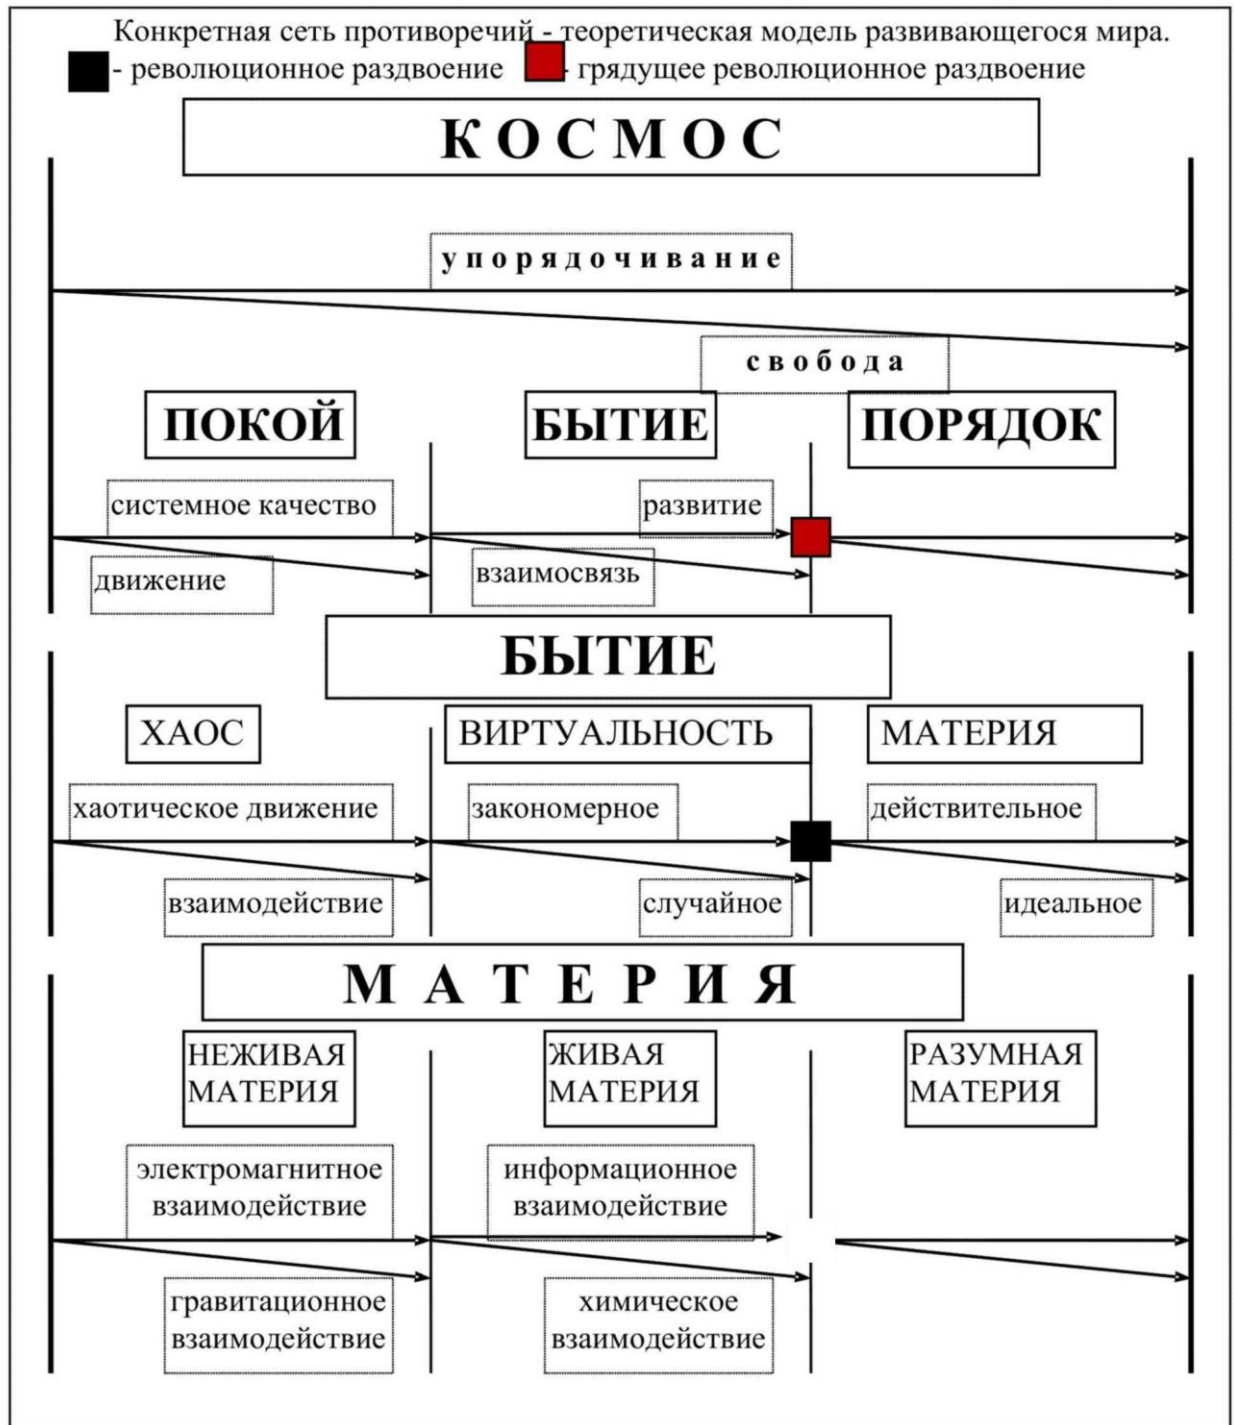 Конкретная сеть противоречий - теоретическая модель развивающегося мира.
- революционное раздвоение - грядущее революционное раздвоение
КОСМОС
упорядочивание
свобода
ПОКОЙ БЫТИЕ ПОРЯДОК
системное качество развитие
движение взаимосвязь
БЫТИЕ
ХАОС ВИРТУАЛЬНОСТЬ МАТЕРИЯ
хаотическое движение закономерное действительное
взаимодействие случайное идеальное
МАТЕРИЯ
НЕЖИВАЯ ЖИВАЯ РАЗУМНАЯ
МАТЕРИЯ МАТЕРИЯ МАТЕРИЯ
электромагнитное информационное
взаимодействие взаимодействие
гравитационное химическое
взаимодействие взаимодействие